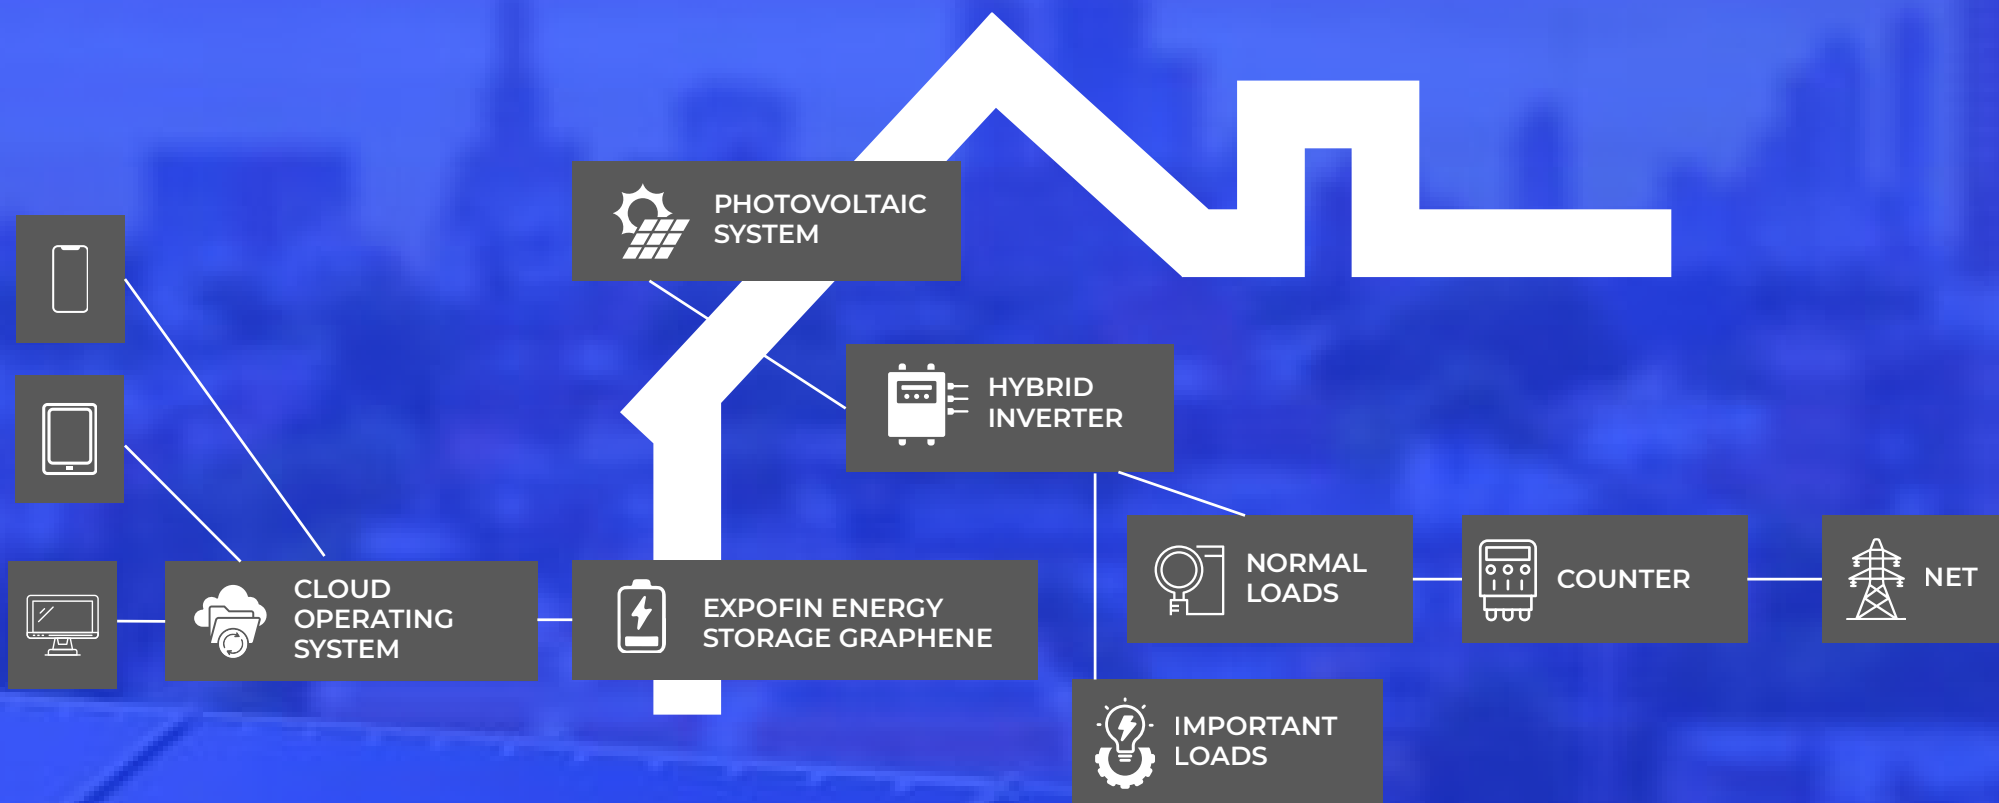 PHOTOVOLTAIC
SYSTEM
HYBRID
INVERTER
CLOUD
OPERATING
SYSTEM
EXPOFIN ENERGY
STORAGE GRAPHENE
NORMAL
LOADS
COUNTER
NET
IMPORTANT
LOADS